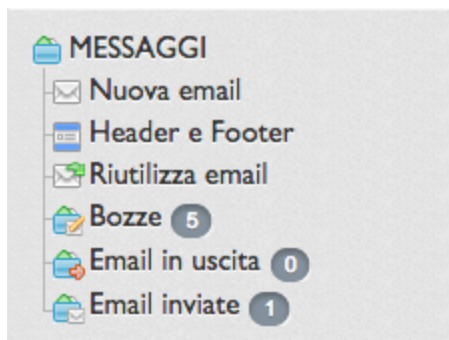 MESSAGGI
Nuova email
Header e Footer
Riutilizza email
Bozze 5
Email in uscita 0
Email inviate 1